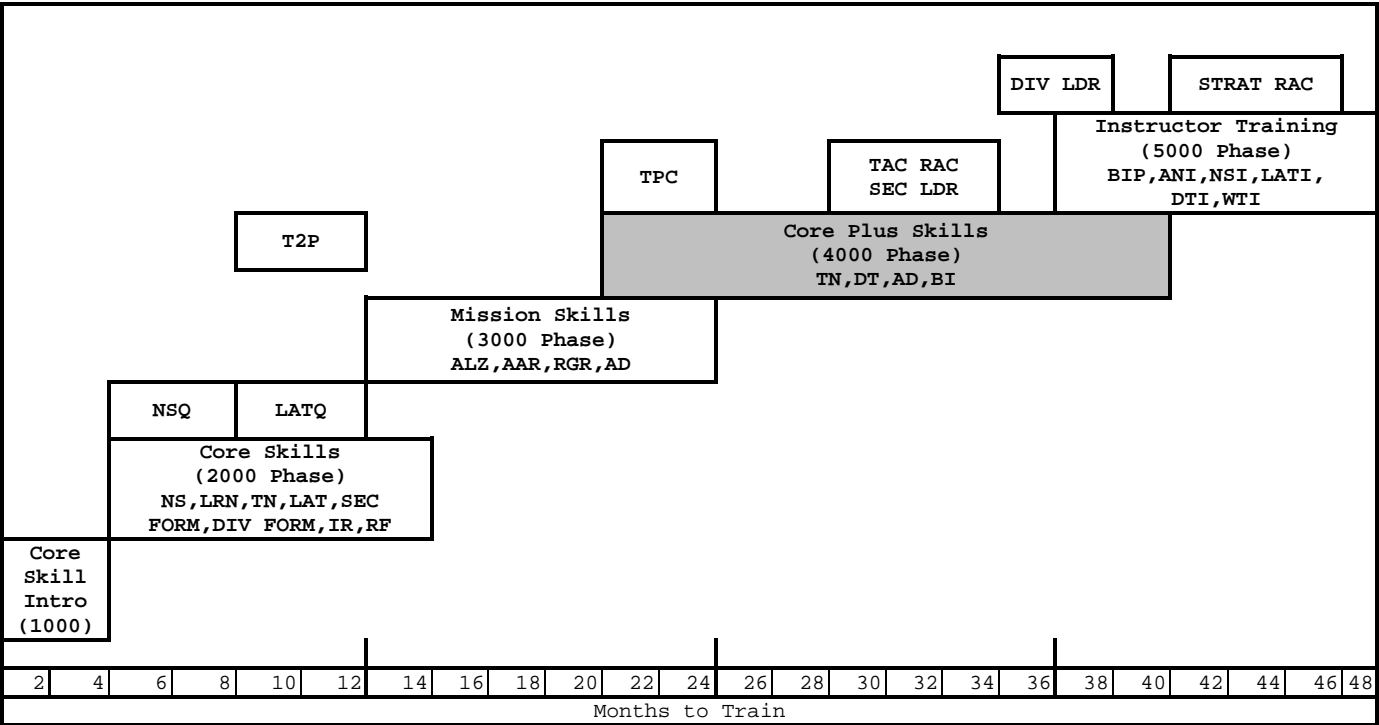 DIV LDR
STRAT RAC
Instructor Training
(5000 Phase)
BIP,ANI,NSI,LATI,
DTI,WTI
TPC
TAC RAC
SEC LDR
T2P
Core Plus Skills
(4000 Phase)
TN,DT,AD,BI
Mission Skills
(3000 Phase)
ALZ,AAR,RGR,AD
NSQ
LATQ
Core Skills
(2000 Phase)
NS,LRN,TN,LAT,SEC
FORM,DIV FORM,IR,RF
Core
Skill
Intro
(1000)
2 4 6 8 10 12 14 16 18 20 22 24 26 28 30 32 34 36 38 40 42 44 46 48
Months to Train